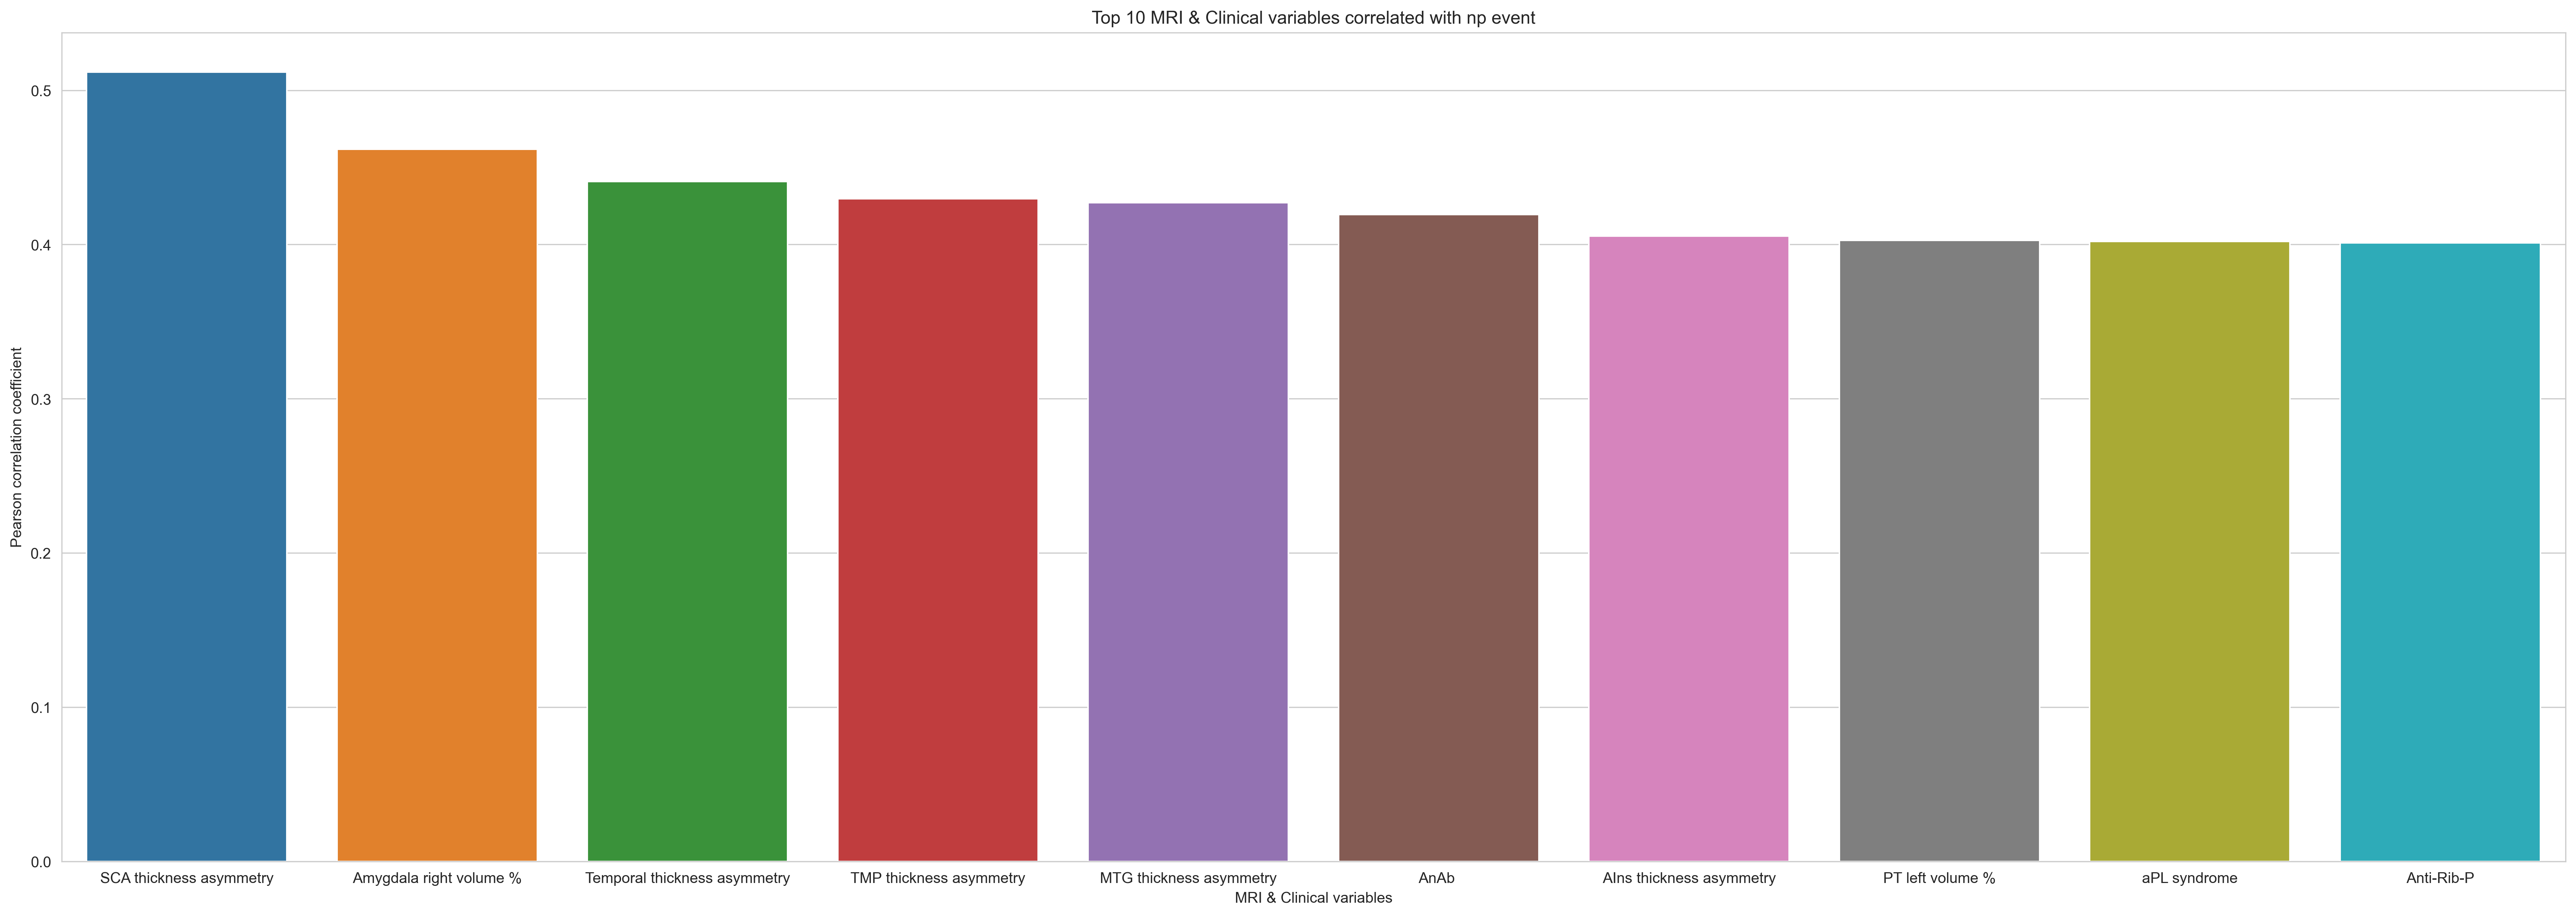 Top 10 MRI & Clinical variables correlated with np event
Pearson correlation coefficient
0.5
0.4
0.3
0.2
0.1
0.0
SCA thickness asymmetry
Amygdala right volume %
Temporal thickness asymmetry
TMP thickness asymmetry
MTG thickness asymmetry
AnAb
AIns thickness asymmetry
PT left volume %
aPL syndrome
Anti-Rib-P
MRI & Clinical variables